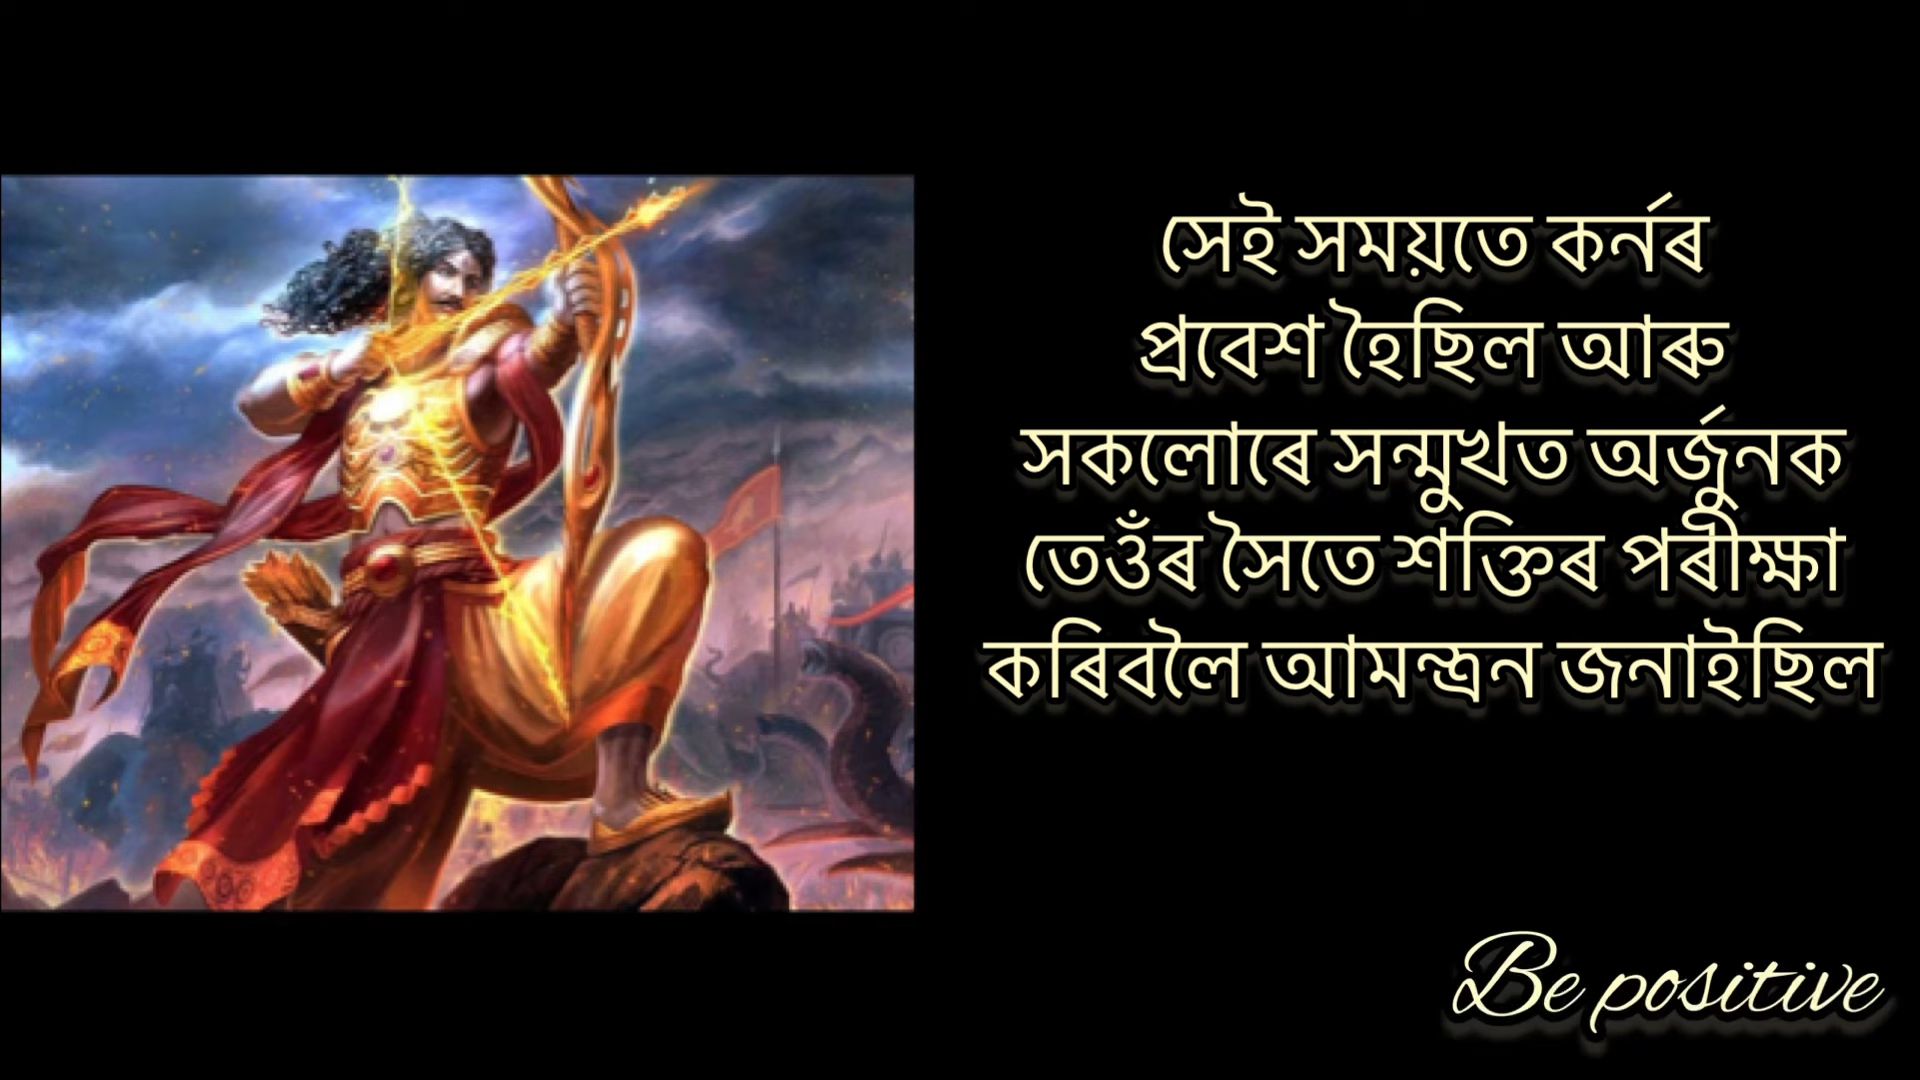 সেই সময়তে কৰ্নৰ
প্ৰবেশ হৈছিল আৰু
সকলোৰে সন্মুখত অৰ্জুনক
তেওঁৰ সৈতে শক্তিৰ পৰীক্ষা
কৰিবলৈ আমন্ত্ৰন জনাইছিল
Be positive